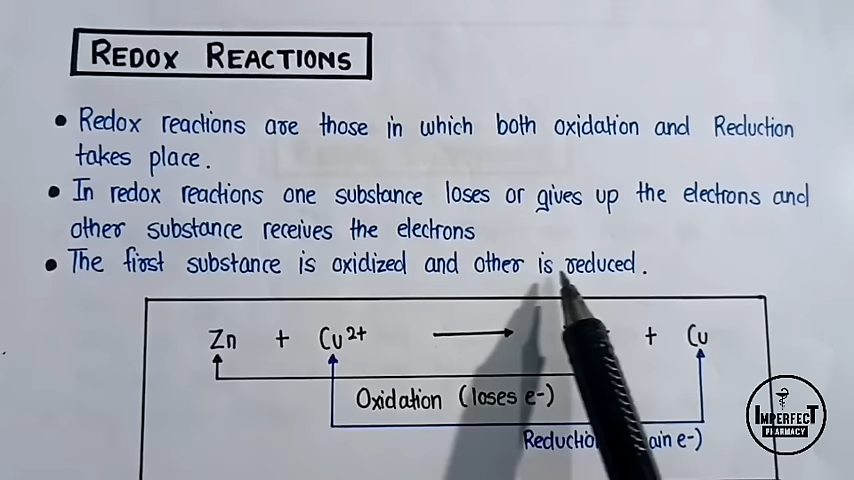 REDOX REACTIONS
• Redox reactions are those in which both oxidation and Reduction
takes place.
• In redox reactions one substance loses or gives up the electrons and
other substance receives the electrons
• The first substance is oxidized and other is reduced.
Zn + Cu²⁺ → + Cu
Oxidation (loses e-)
e-)
IMPERFECT
PHARMACY